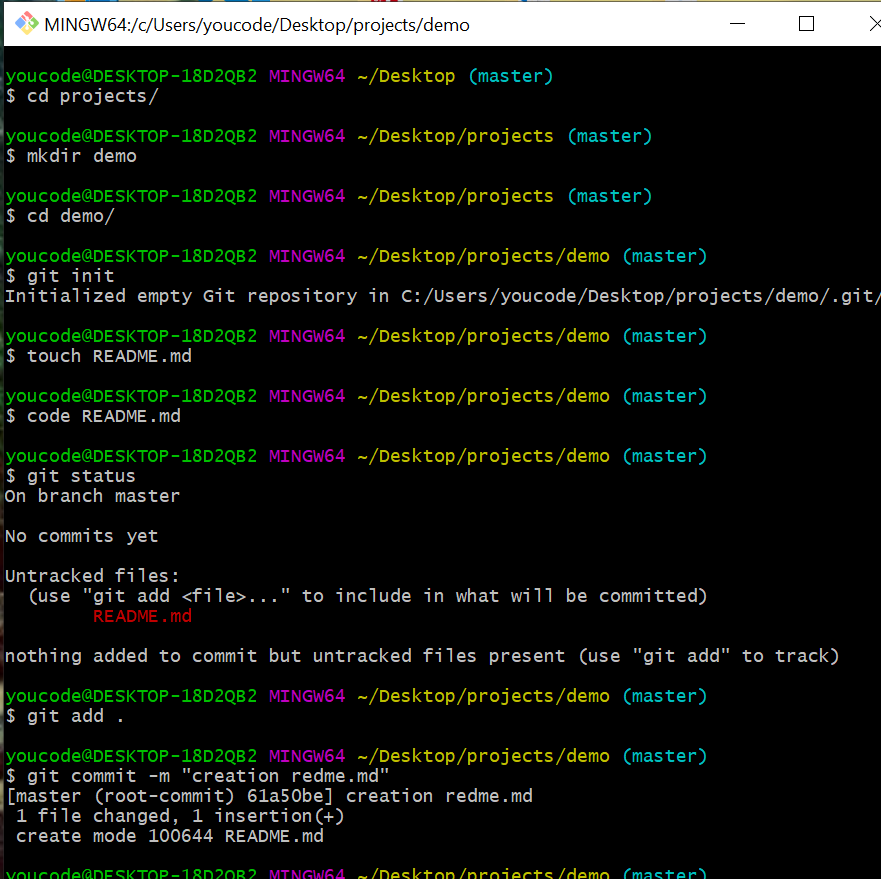 MINGW64:/c/Users/youcode/Desktop/projects/demo
youcode@DESKTOP-18D2QB2 MINGW64 ~/Desktop (master)
$ cd projects/
youcode@DESKTOP-18D2QB2 MINGW64 ~/Desktop/projects (master)
$ mkdir demo
youcode@DESKTOP-18D2QB2 MINGW64 ~/Desktop/projects (master)
$ cd demo/
youcode@DESKTOP-18D2QB2 MINGW64 ~/Desktop/projects/demo (master)
$ git init
Initialized empty Git repository in C:/Users/youcode/Desktop/projects/demo/.git/
youcode@DESKTOP-18D2QB2 MINGW64 ~/Desktop/projects/demo (master)
$ touch README.md
youcode@DESKTOP-18D2QB2 MINGW64 ~/Desktop/projects/demo (master)
$ code README.md
youcode@DESKTOP-18D2QB2 MINGW64 ~/Desktop/projects/demo (master)
$ git status
On branch master
No commits yet
Untracked files:
(use "git add <file>..." to include in what will be committed)
README.md
nothing added to commit but untracked files present (use "git add" to track)
youcode@DESKTOP-18D2QB2 MINGW64 ~/Desktop/projects/demo (master)
$ git add .
youcode@DESKTOP-18D2QB2 MINGW64 ~/Desktop/projects/demo (master)
$ git commit -m "creation redme.md"
[master (root-commit) 61a50be] creation redme.md
1 file changed, 1 insertion(+)
create mode 100644 README.md
youcode@DESKTOP-18D2QB2 MINGW64 ~/Desktop/projects/demo (master)